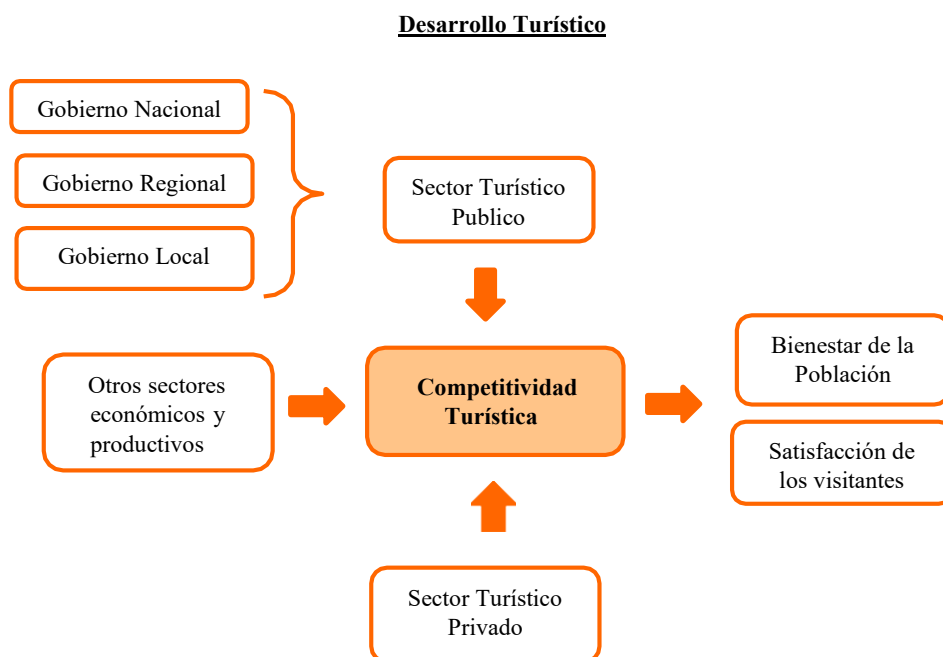 Desarrollo Turístico
Gobierno Nacional
Gobierno Regional
Gobierno Local
Sector Turístico
Publico
Otros sectores
económicos y
productivos
Competitividad
Turística
Bienestar de la
Población
Satisfacción de
los visitantes
Sector Turístico
Privado